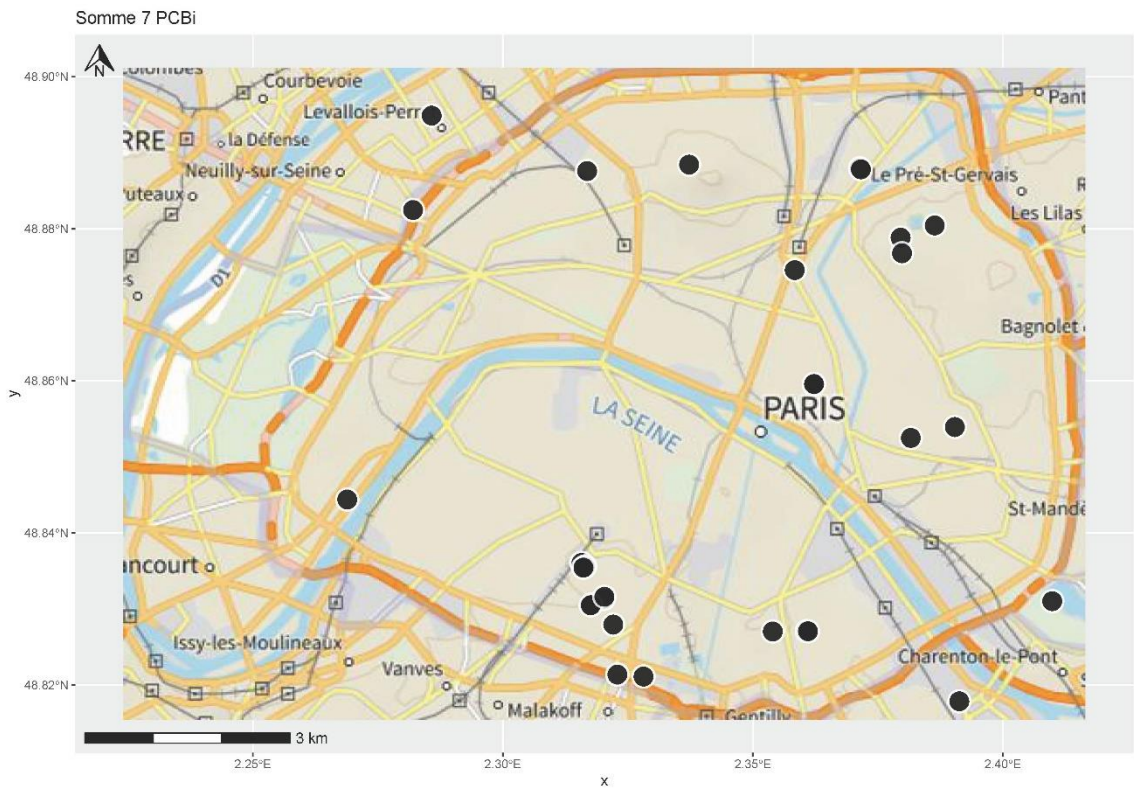 Somme 7 PCBi
N
48.90°N
48.88°N
48.86°N
48.84°N
48.82°N
y
Courbevoie
Levallois-Perr
la Défense
Neuilly-sur-Seine
Le Pré-St-Gervais
Les Lilas
D1
Bagnolet
PARIS
LA SEINE
St-Mandé
ancourt
Issy-les-Moulineaux
Vanves
Malakoff
Gentilly
Charenton-le-Pont
Pant
RRE
uteaux
3 km
2.25°E
2.30°E
2.35°E
2.40°E
x